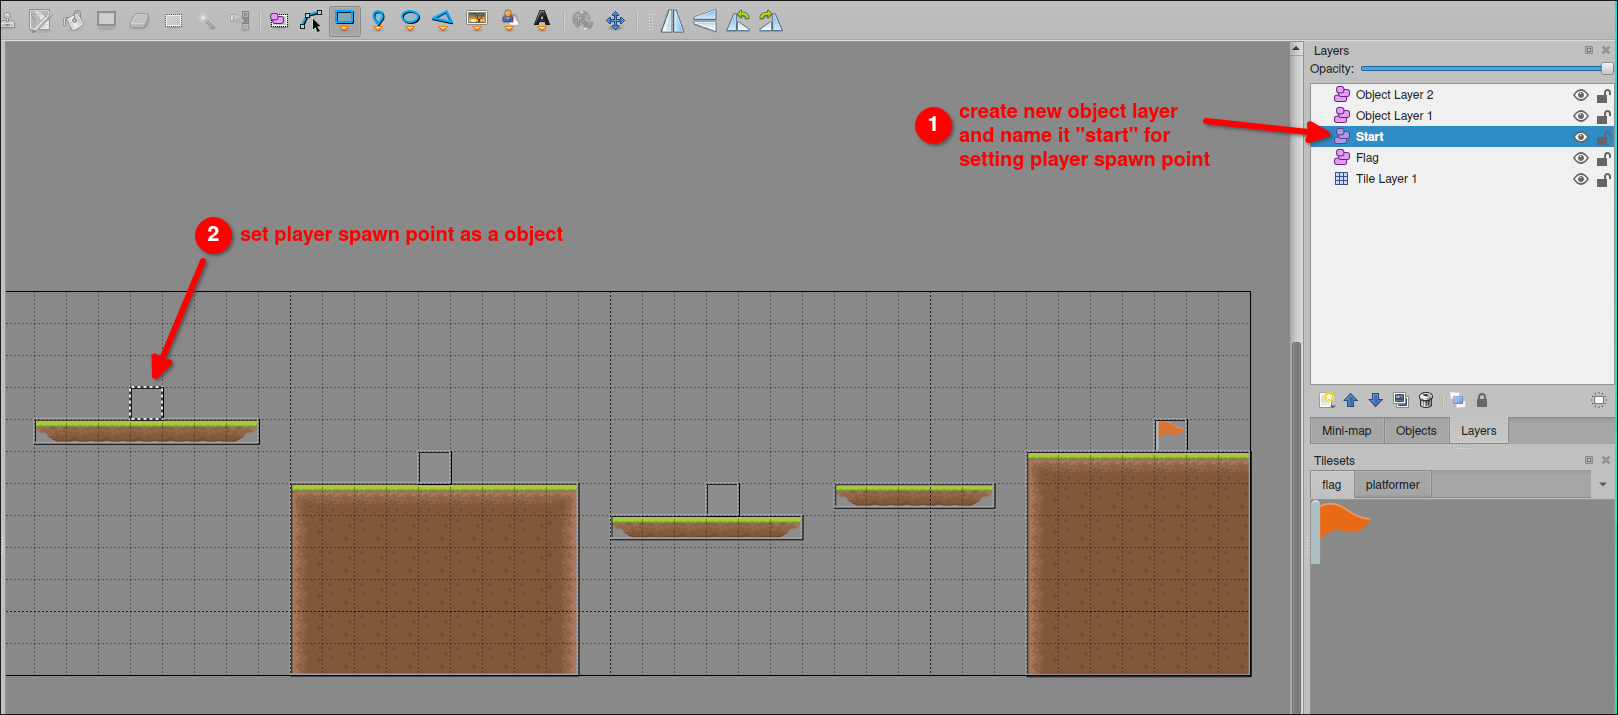 Layers
Opacity:
Object Layer 2
Object Layer 1
Start
Flag
Tile Layer 1
1
create new object layer
and name it "start" for
setting player spawn point
2 set player spawn point as a object
Mini-map Objects Layers
Tilesets
flag platformer